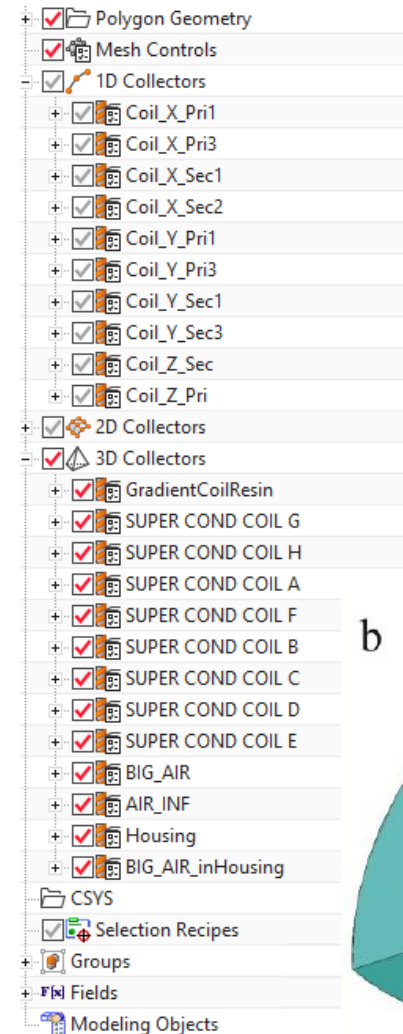 Polygon Geometry
Mesh Controls
1D Collectors
Coil_X_Pri1
Coil_X_Pri3
Coil_X_Sec1
Coil_X_Sec2
Coil_Y_Pri1
Coil_Y_Pri3
Coil_Y_Sec1
Coil_Y_Sec3
Coil_Z_Sec
Coil_Z_Pri
2D Collectors
3D Collectors
GradientCoilResin
SUPER COND COIL G
SUPER COND COIL H
SUPER COND COIL A
SUPER COND COIL F
SUPER COND COIL B
SUPER COND COIL C
SUPER COND COIL D
SUPER COND COIL E
BIG_AIR
AIR_INF
Housing
BIG_AIR_inHousing
CSYS
Selection Recipes
Groups
F(x) Fields
Modeling Objects
b